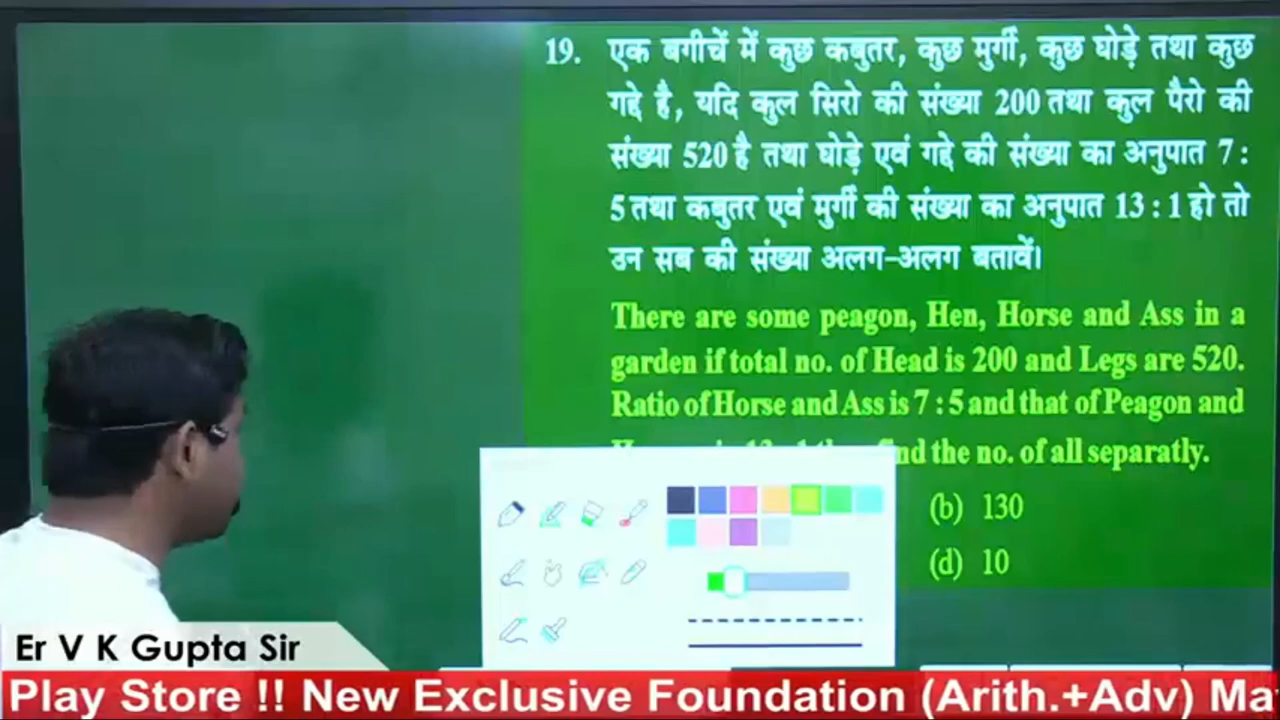 19. एक बगीचें में कुछ कबुतर, कुछ मुर्गी, कुछ घोड़े तथा कुछ
गद्दे है, यदि कुल सिरो की संख्या 200 तथा कुल पैरो की
संख्या 520 है तथा घोड़े एवं गद्दे की संख्या का अनुपात 7 :
5 तथा कबुतर एवं मुर्गी की संख्या का अनुपात 13 : 1 हो तो
उन सब की संख्या अलग-अलग बतावें।
There are some peagon, Hen, Horse and Ass in a
garden if total no. of Head is 200 and Legs are 520.
Ratio of Horse and Ass is 7 : 5 and that of Peagon and
the no. of all separatly.
(b) 130
(d) 10
Er V K Gupta Sir
Play Store !! New Exclusive Foundation (Arith.+Adv) Ma